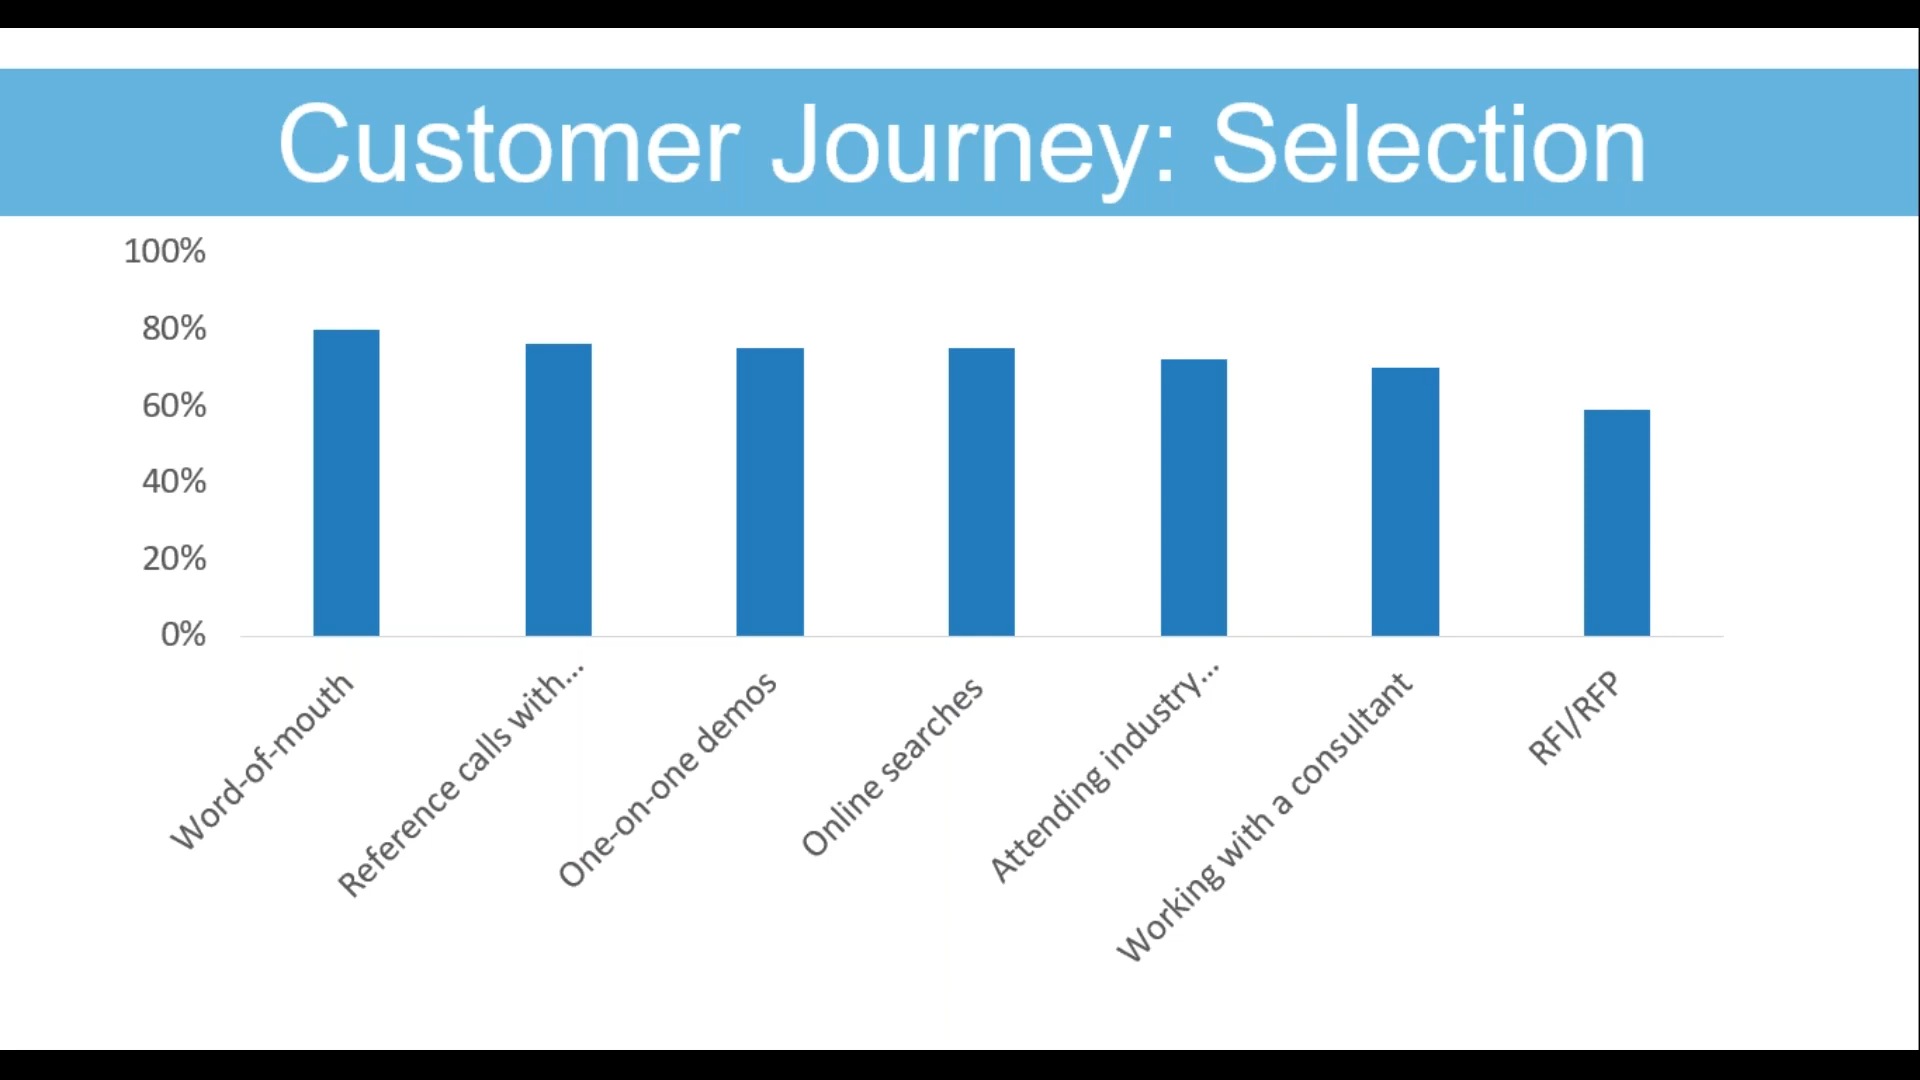 Customer Journey: Selection
100%
80%
60%
40%
20%
0%
Word-of-mouth
Reference calls with...
One-on-one demos
Online searches
Attending industry...
Working with a consultant
RFI/RFP